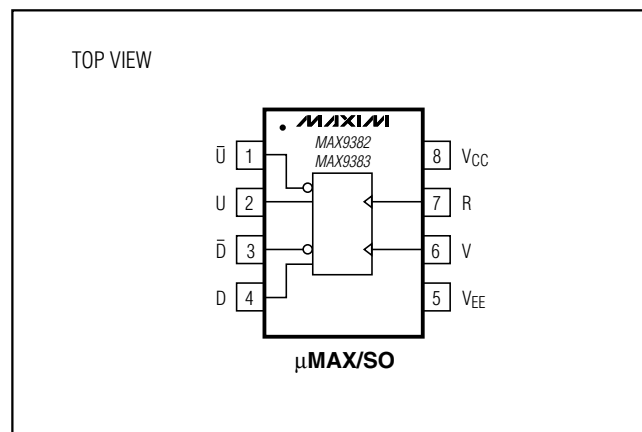 TOP VIEW
MAXIM
MAX9382
MAX9383
Ū 1
U 2
D̄ 3
D 4
8 VCC
7 R
6 V
5 VEE
µMAX/SO